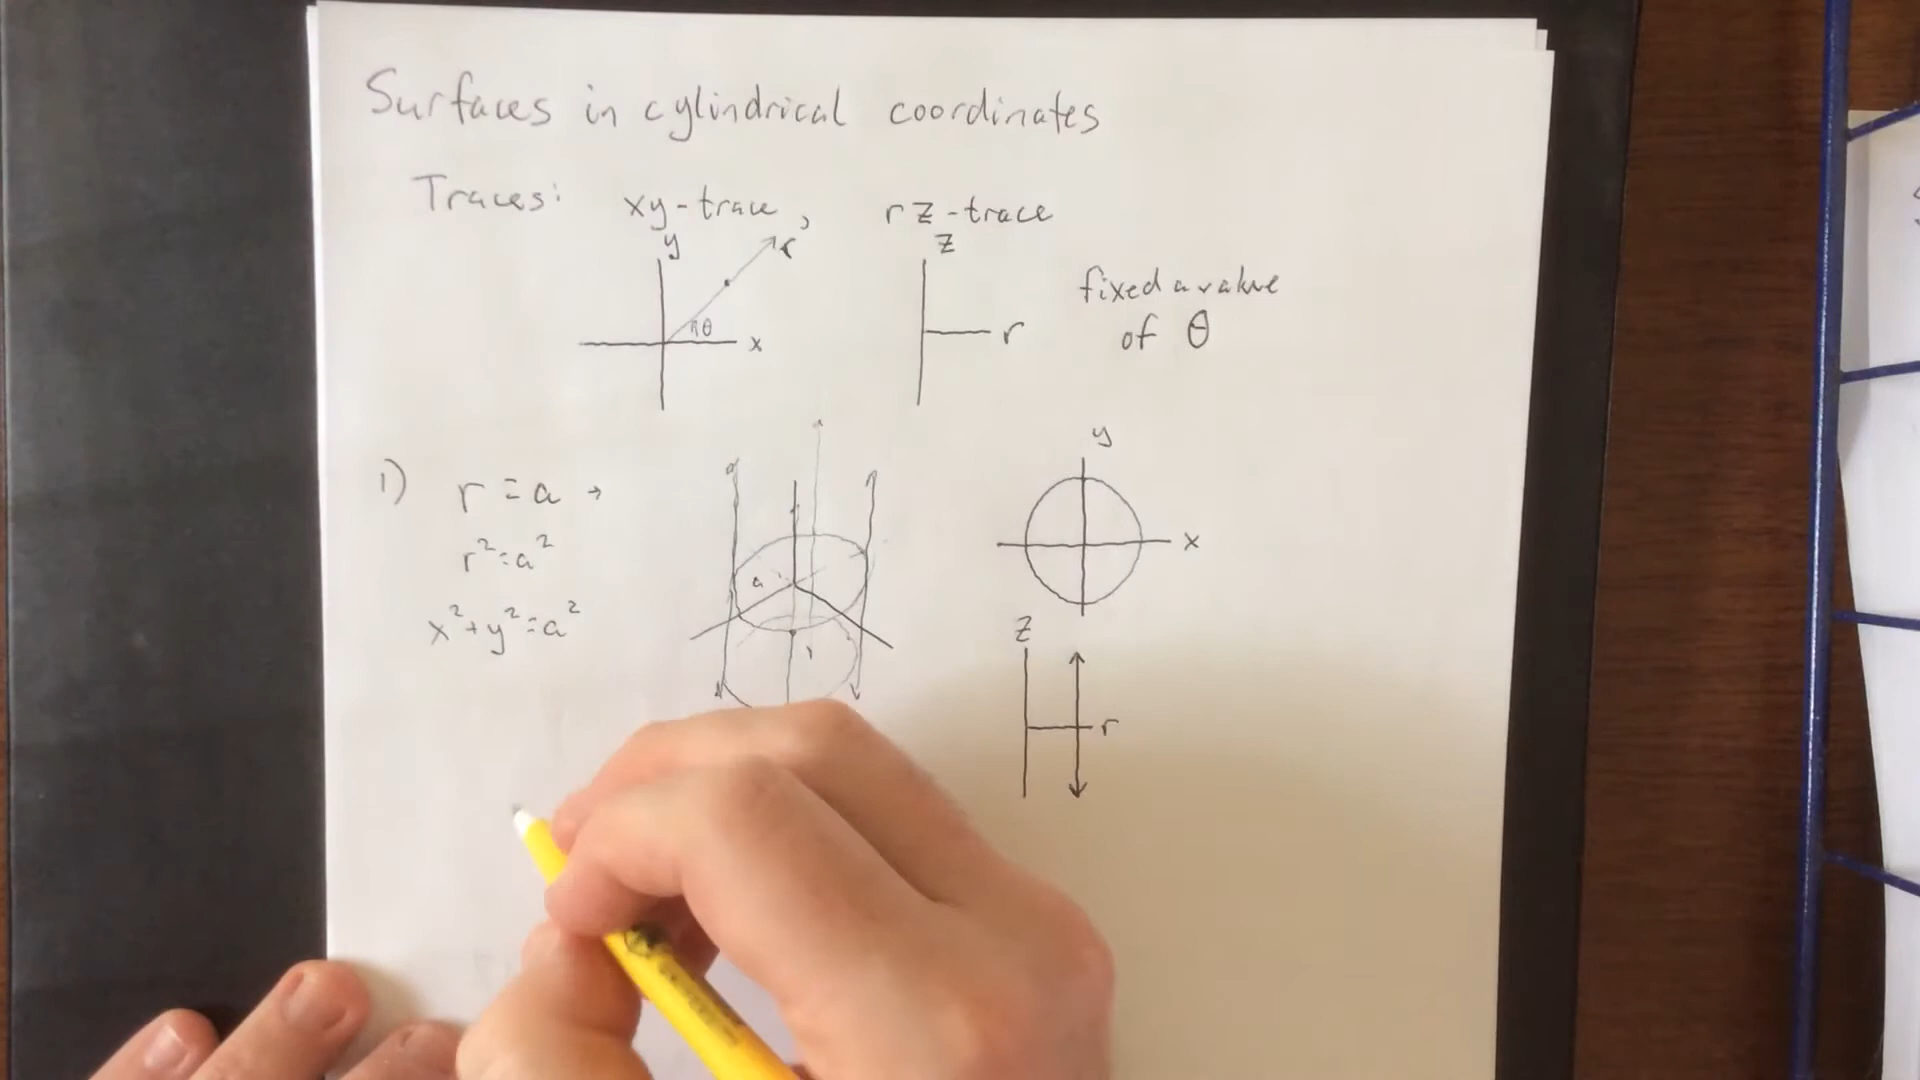 Surfaces in cylindrical coordinates
Traces: xy-trace, rz-trace
y r z
θ x r
fixed a value
of θ
1) r = a →
r² = a²
x² + y² = a²
a
y
x
z
r